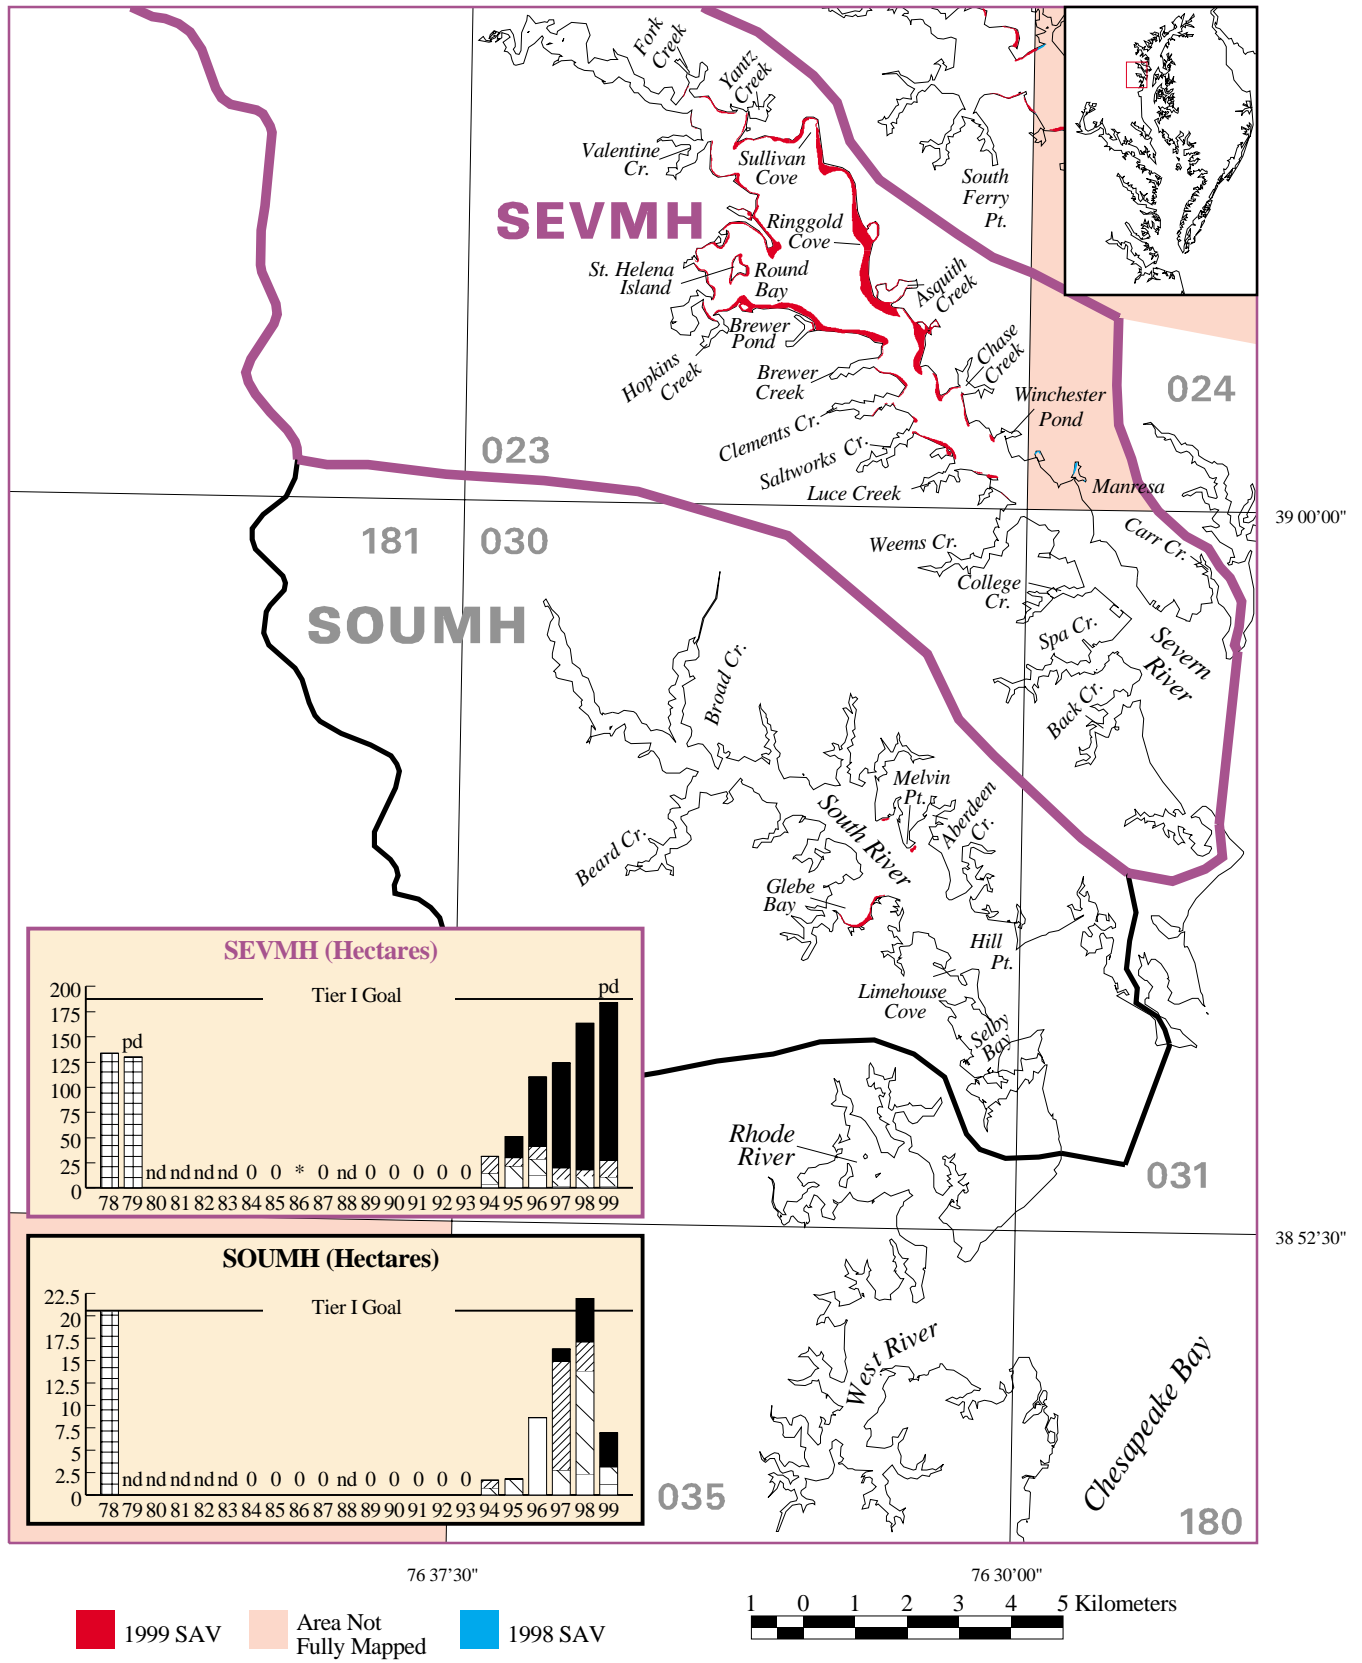 Fork
Creek
Yantz
Creek
Valentine
Cr.
Sullivan
Cove
South
Ferry
Pt.
SEVMH
Ringgold
Cove
St. Helena
Island
Round
Bay
Asquith
Creek
Brewer
Pond
Hopkins
Creek
Chase
Creek
Brewer
Creek
Winchester
Pond
024
Clements Cr.
023
Saltworks Cr.
Luce Creek
Manresa
39 00'00"
181
030
Weems Cr.
Carr Cr.
College
Cr.
SOUMH
Spa Cr.
Severn
River
Broad Cr.
Back Cr.
Melvin
Pt.
South River
Aberdeen
Cr.
Beard Cr.
Glebe
Bay
Hill
Pt.
Limehouse
Cove
Selby
Bay
Rhode
River
031
38 52'30"
SEVMH (Hectares)
200
175
150
125
100
75
50
25
0
Tier I Goal
pd
pd
nd nd nd nd 0 0 * 0 nd 0 0 0 0 0
78 79 80 81 82 83 84 85 86 87 88 89 90 91 92 93 94 95 96 97 98 99
SOUMH (Hectares)
22.5
20
17.5
15
12.5
10
7.5
5
2.5
0
Tier I Goal
nd nd nd nd nd 0 0 0 0 nd 0 0 0 0 0
78 79 80 81 82 83 84 85 86 87 88 89 90 91 92 93 94 95 96 97 98 99
West River
Chesapeake Bay
035
180
76 37'30"
76 30'00"
1999 SAV
Area Not
Fully Mapped
1998 SAV
1 0 1 2 3 4 5 Kilometers